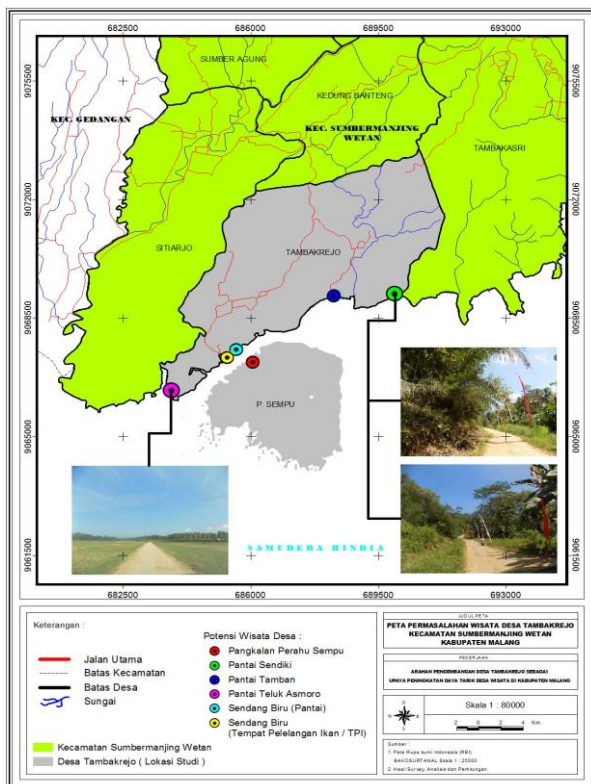 682500 686000 689500 693000
9075500 9075500
SUMBER AGUNG
KEDUNG BANTENG
KEC. GEDANGAN
KEC. SUMBERMANJING
WETAN
TAMBAKASRI
9072000 9072000
SITIARJO
TAMBAKREJO
9068500 9068500
P. SEMPU
9065000 9065000
SAMUDERA HINDIA
9061500 9061500
682500 686000 689500 693000
Keterangan :
Jalan Utama
Batas Kecamatan
Batas Desa
Sungai
Kecamatan Sumbermanjing Wetan
Desa Tambakrejo ( Lokasi Studi )
Potensi Wisata Desa :
Pangkalan Perahu Sempu
Pantai Sendiki
Pantai Tamban
Pantai Teluk Asmoro
Sendang Biru (Pantai)
Sendang Biru
(Tempat Pelelangan Ikan / TPI)
JUDUL PETA
PETA PERMASALAHAN WISATA DESA TAMBAKREJO
KECAMATAN SUMBERMANJING WETAN
KABUPATEN MALANG
PEKERJAAN
ARAHAN PENGEMBANGAN DESA TAMBAKREJO SEBAGAI
UPAYA PENINGKATAN DAYA TARIK DESA WISATA DI KABUPATEN MALANG
Skala 1 : 80000
2 0 2 4 Km
Sumber :
1. Peta Rupa bumi Indonesia (RBI)
BAKOSURTANAL Skala 1 : 25000
2. Hasil Survey, Analisis dan Perhitungan